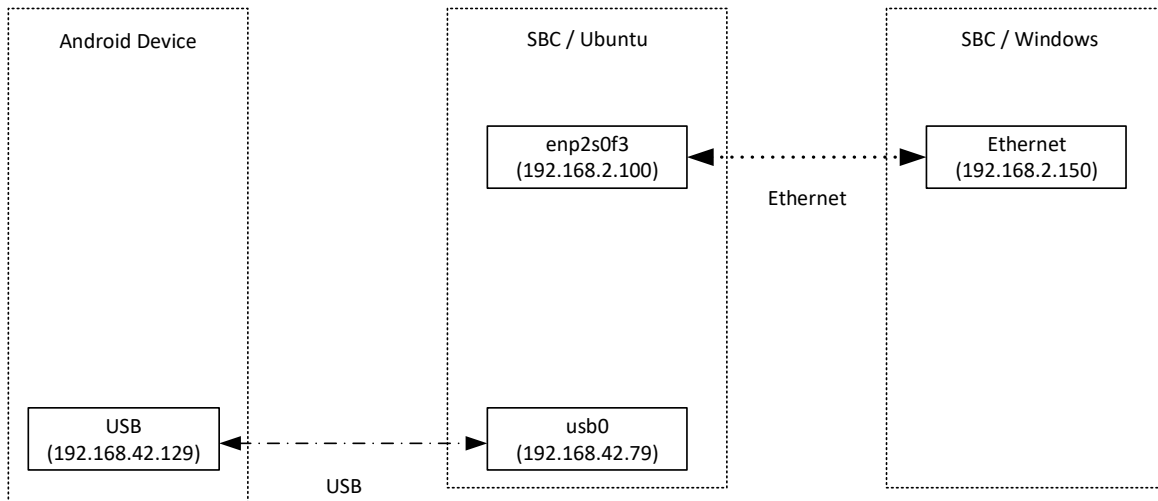 Android Device
SBC / Ubuntu
SBC / Windows
enp2s0f3
(192.168.2.100)
Ethernet
(192.168.2.150)
Ethernet
USB
(192.168.42.129)
usb0
(192.168.42.79)
USB